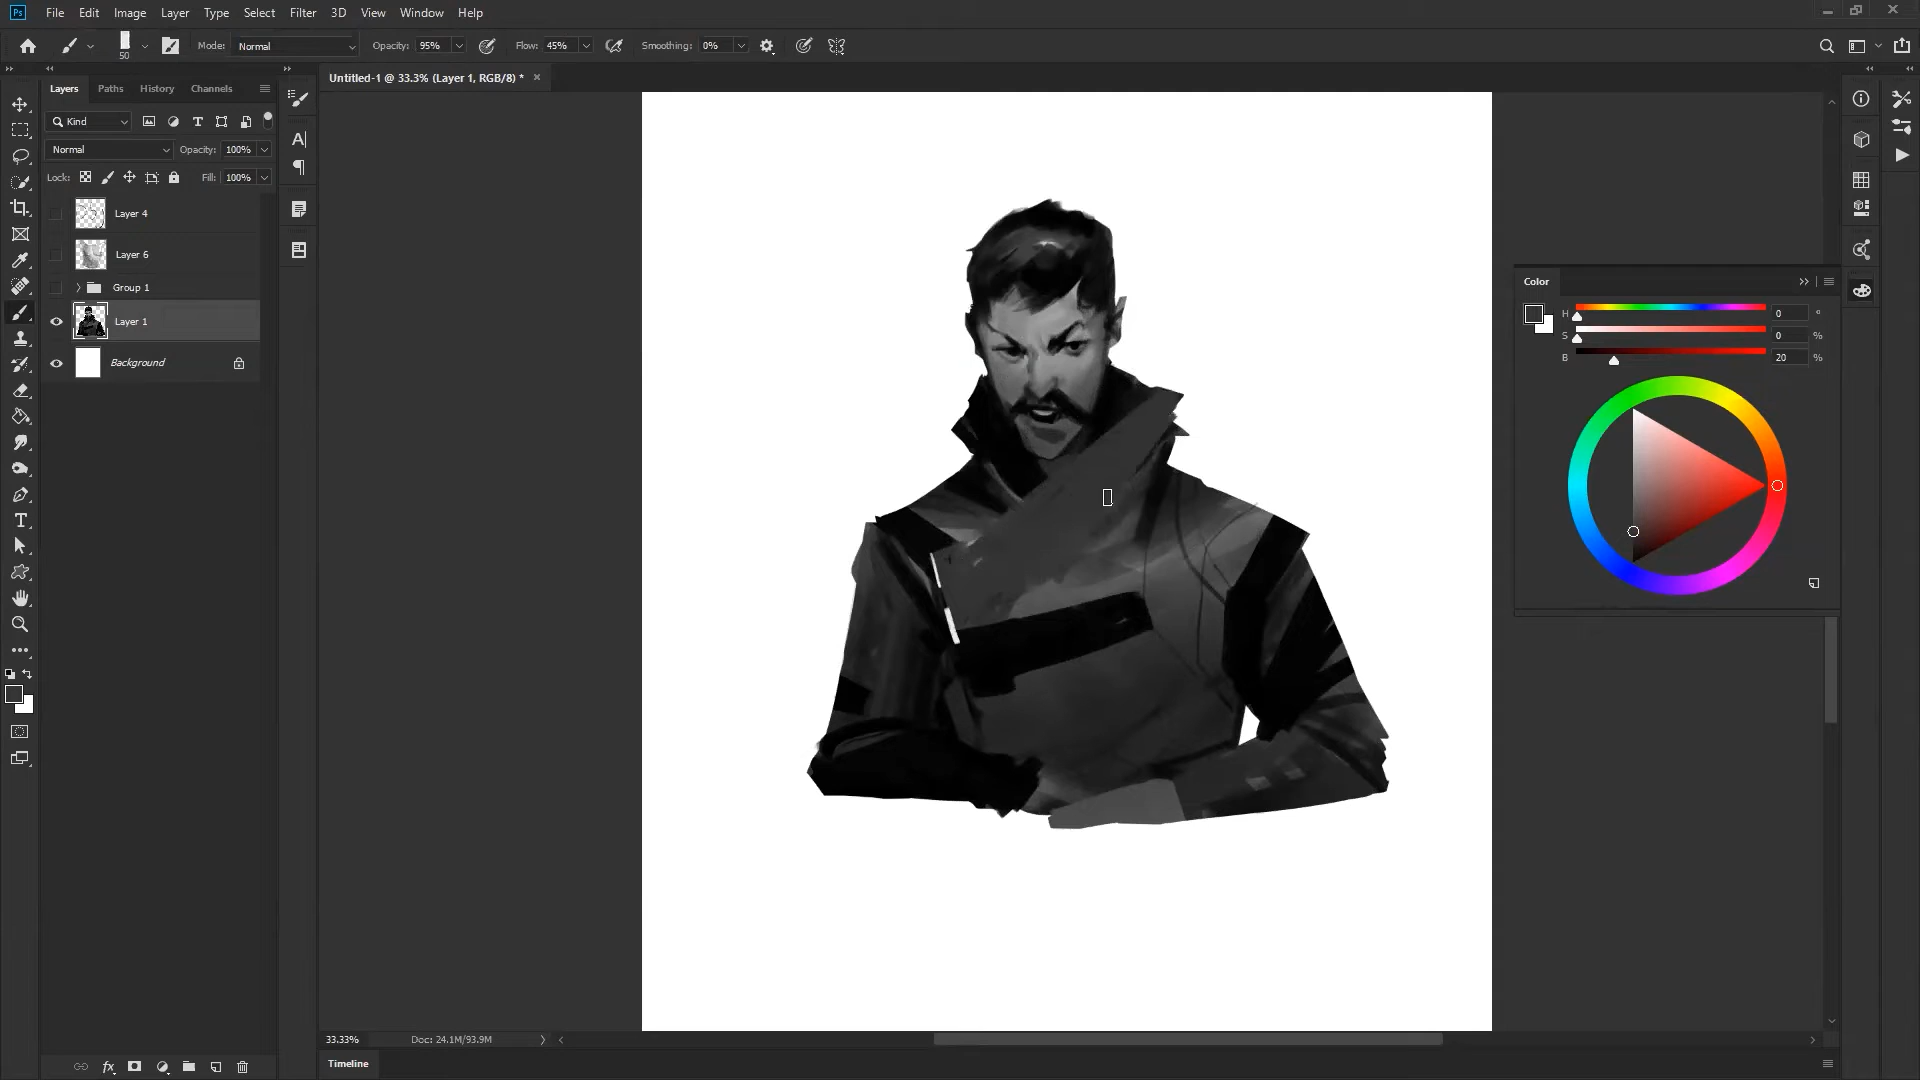 Ps File Edit Image Layer Type Select Filter 3D View Window Help
50 Mode: Normal Opacity: 95% Flow: 45% Smoothing: 0%
Untitled-1 @ 33.3% (Layer 1, RGB/8) *
Layers Paths History Channels
Kind
Normal Opacity: 100%
Lock: Fill: 100%
Layer 4
Layer 6
Group 1
Layer 1
Background
Color
H 0 °
S 0 %
B 20 %
33.33% Doc: 24.1M/93.9M
Timeline